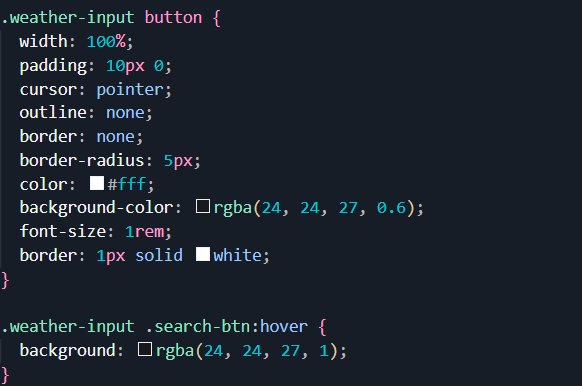 .weather-input button {
  width: 100%;
  padding: 10px 0;
  cursor: pointer;
  outline: none;
  border: none;
  border-radius: 5px;
  color: #fff;
  background-color: rgba(24, 24, 27, 0.6);
  font-size: 1rem;
  border: 1px solid white;
}

.weather-input .search-btn:hover {
  background: rgba(24, 24, 27, 1);
}